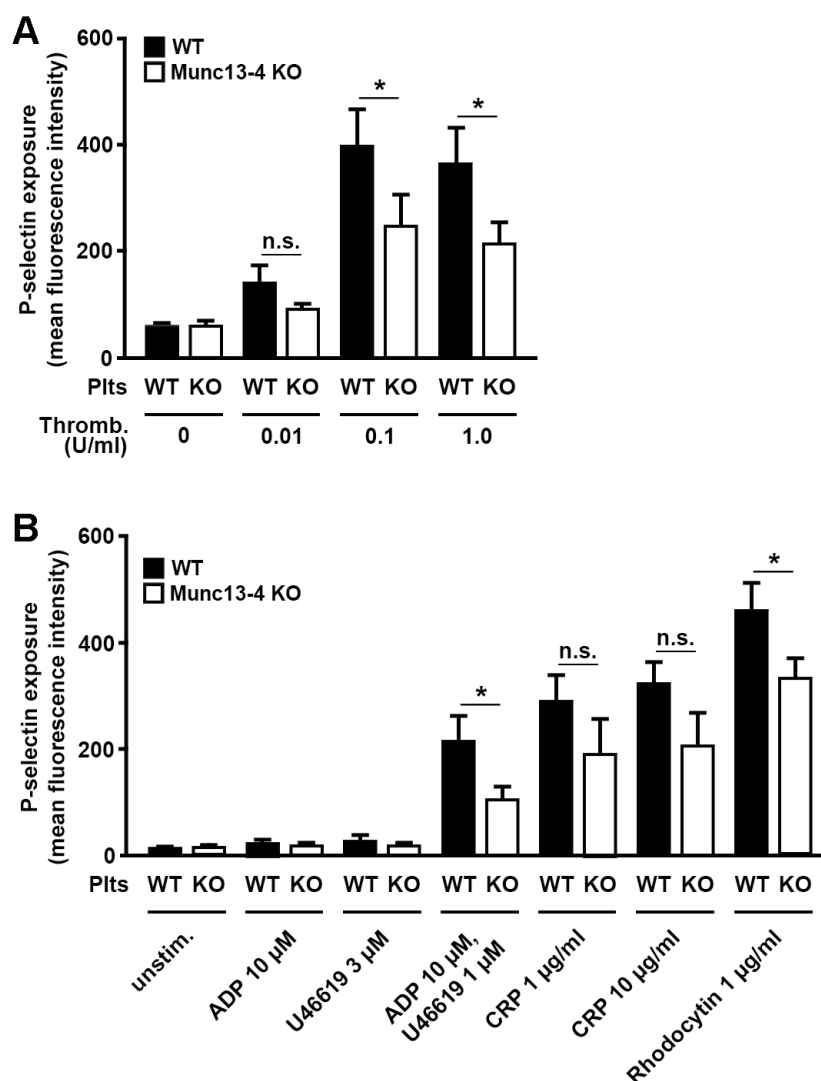 A
P-selectin exposure
(mean fluorescence intensity)
600
400
200
0
WT
Munc13-4 KO
n.s.
*
*
Plts WT KO WT KO WT KO WT KO
Thromb.
(U/ml)
0 0.01 0.1 1.0
B
P-selectin exposure
(mean fluorescence intensity)
600
400
200
0
WT
Munc13-4 KO
*
n.s.
n.s.
*
Plts WT KO WT KO WT KO WT KO WT KO WT KO WT KO
unstim.
ADP 10 µM
U46619 3 µM
ADP 10 µM,
U46619 1 µM
CRP 1 µg/ml
CRP 10 µg/ml
Rhodocytin 1 µg/ml